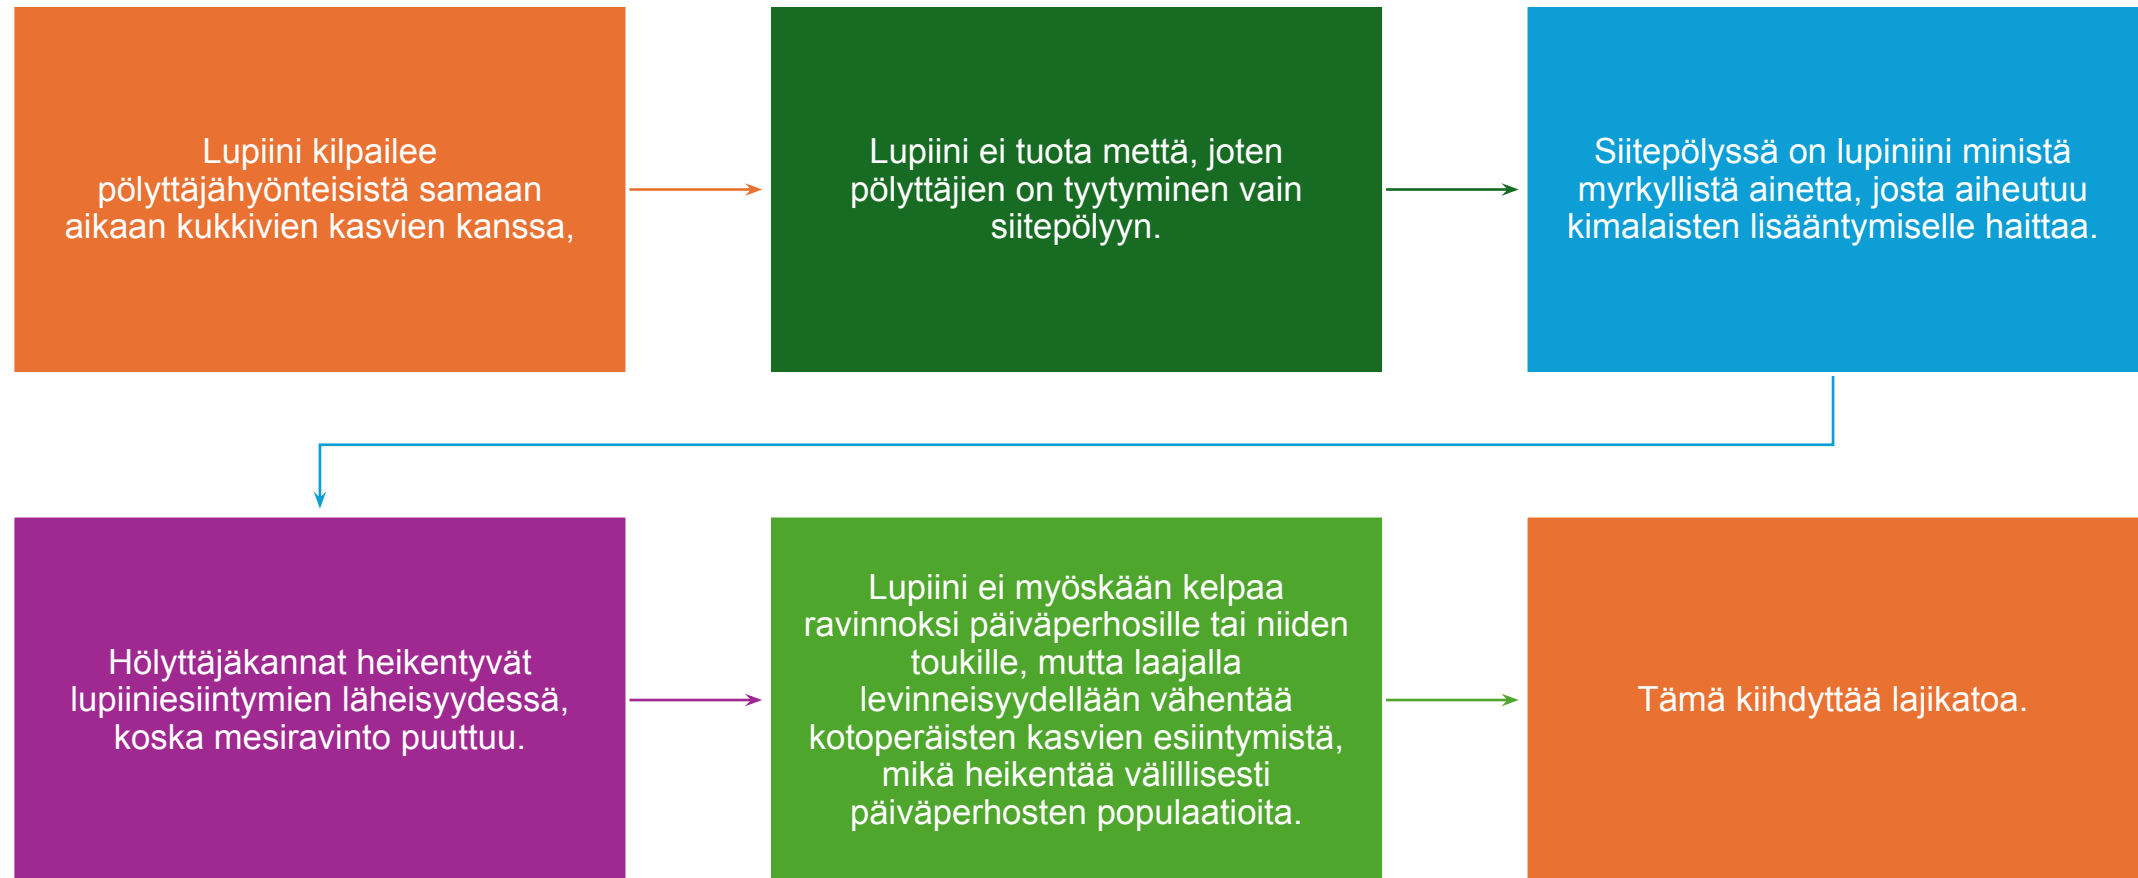 Lupiini kilpailee
pölyttäjähyönteisistä samaan
aikaan kukkivien kasvien kanssa,
Lupiini ei tuota mettä, joten
pölyttäjien on tyytyminen vain
siitepölyyn.
Siitepölyssä on lupiniini ministä
myrkyllistä ainetta, josta aiheutuu
kimalaisten lisääntymiselle haittaa.
Hölyttäjäkannat heikentyvät
lupiiniesiintymien läheisyydessä,
koska mesiravinto puuttuu.
Lupiini ei myöskään kelpaa
ravinnoksi päiväperhosille tai niiden
toukille, mutta laajalla
levinneisyydellään vähentää
kotoperäisten kasvien esiintymistä,
mikä heikentää välillisesti
päiväperhosten populaatioita.
Tämä kiihdyttää lajikatoa.